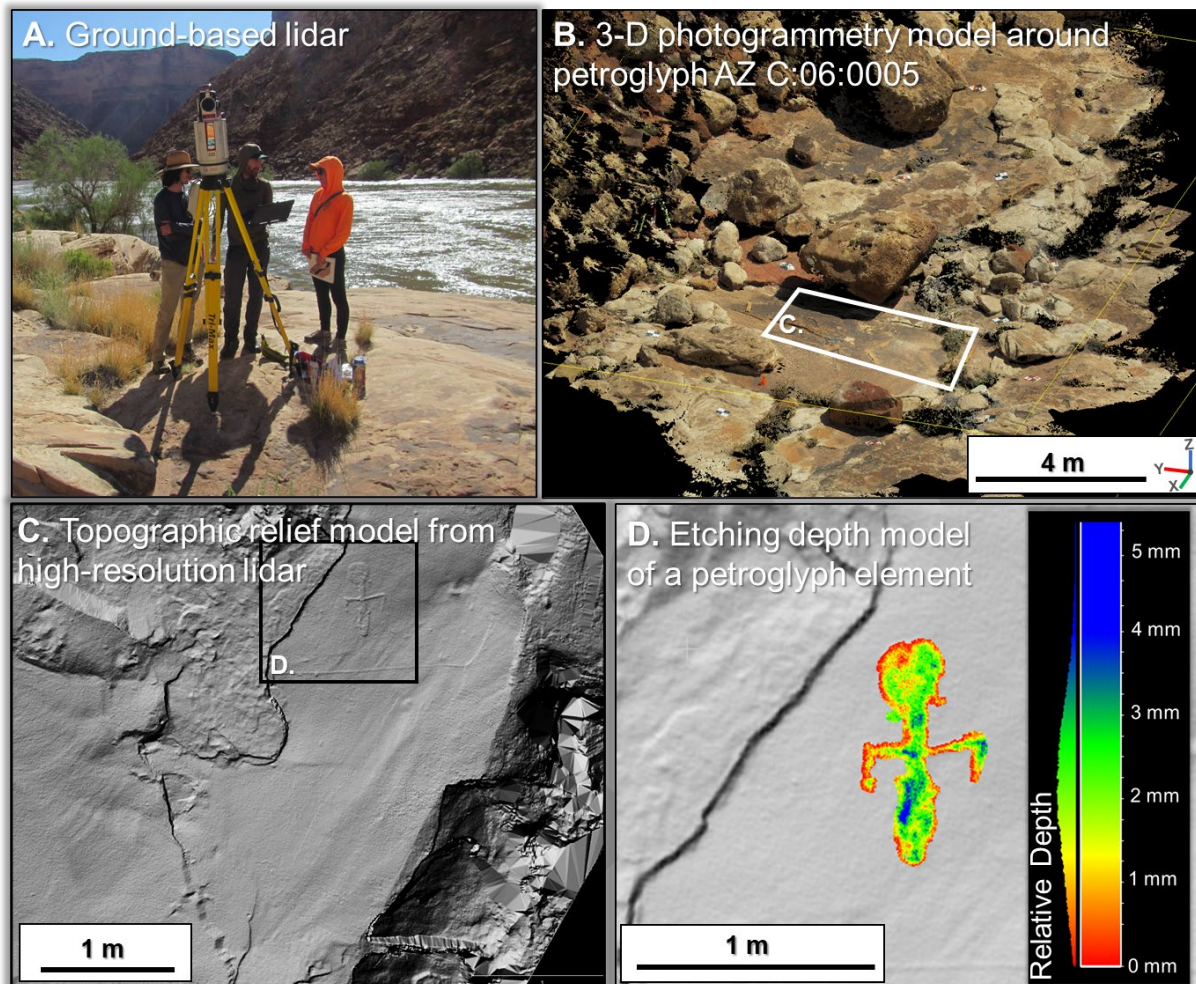 A. Ground-based lidar
Tri-Max
B. 3-D photogrammetry model around
petroglyph AZ C:06:0005
C.
4 m
Z
Y
X
C. Topographic relief model from
high-resolution lidar
D.
1 m
D. Etching depth model
of a petroglyph element
1 m
Relative Depth
5 mm
4 mm
3 mm
2 mm
1 mm
0 mm